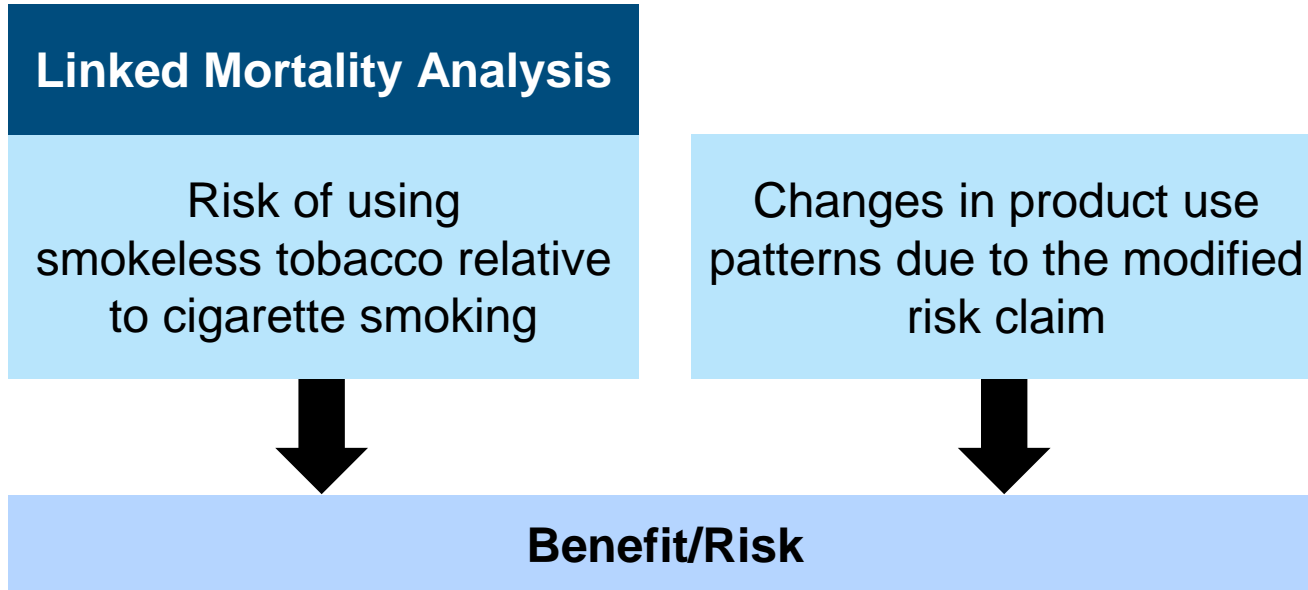 Linked Mortality Analysis
Risk of using
smokeless tobacco relative
to cigarette smoking
Changes in product use
patterns due to the modified
risk claim
Benefit/Risk